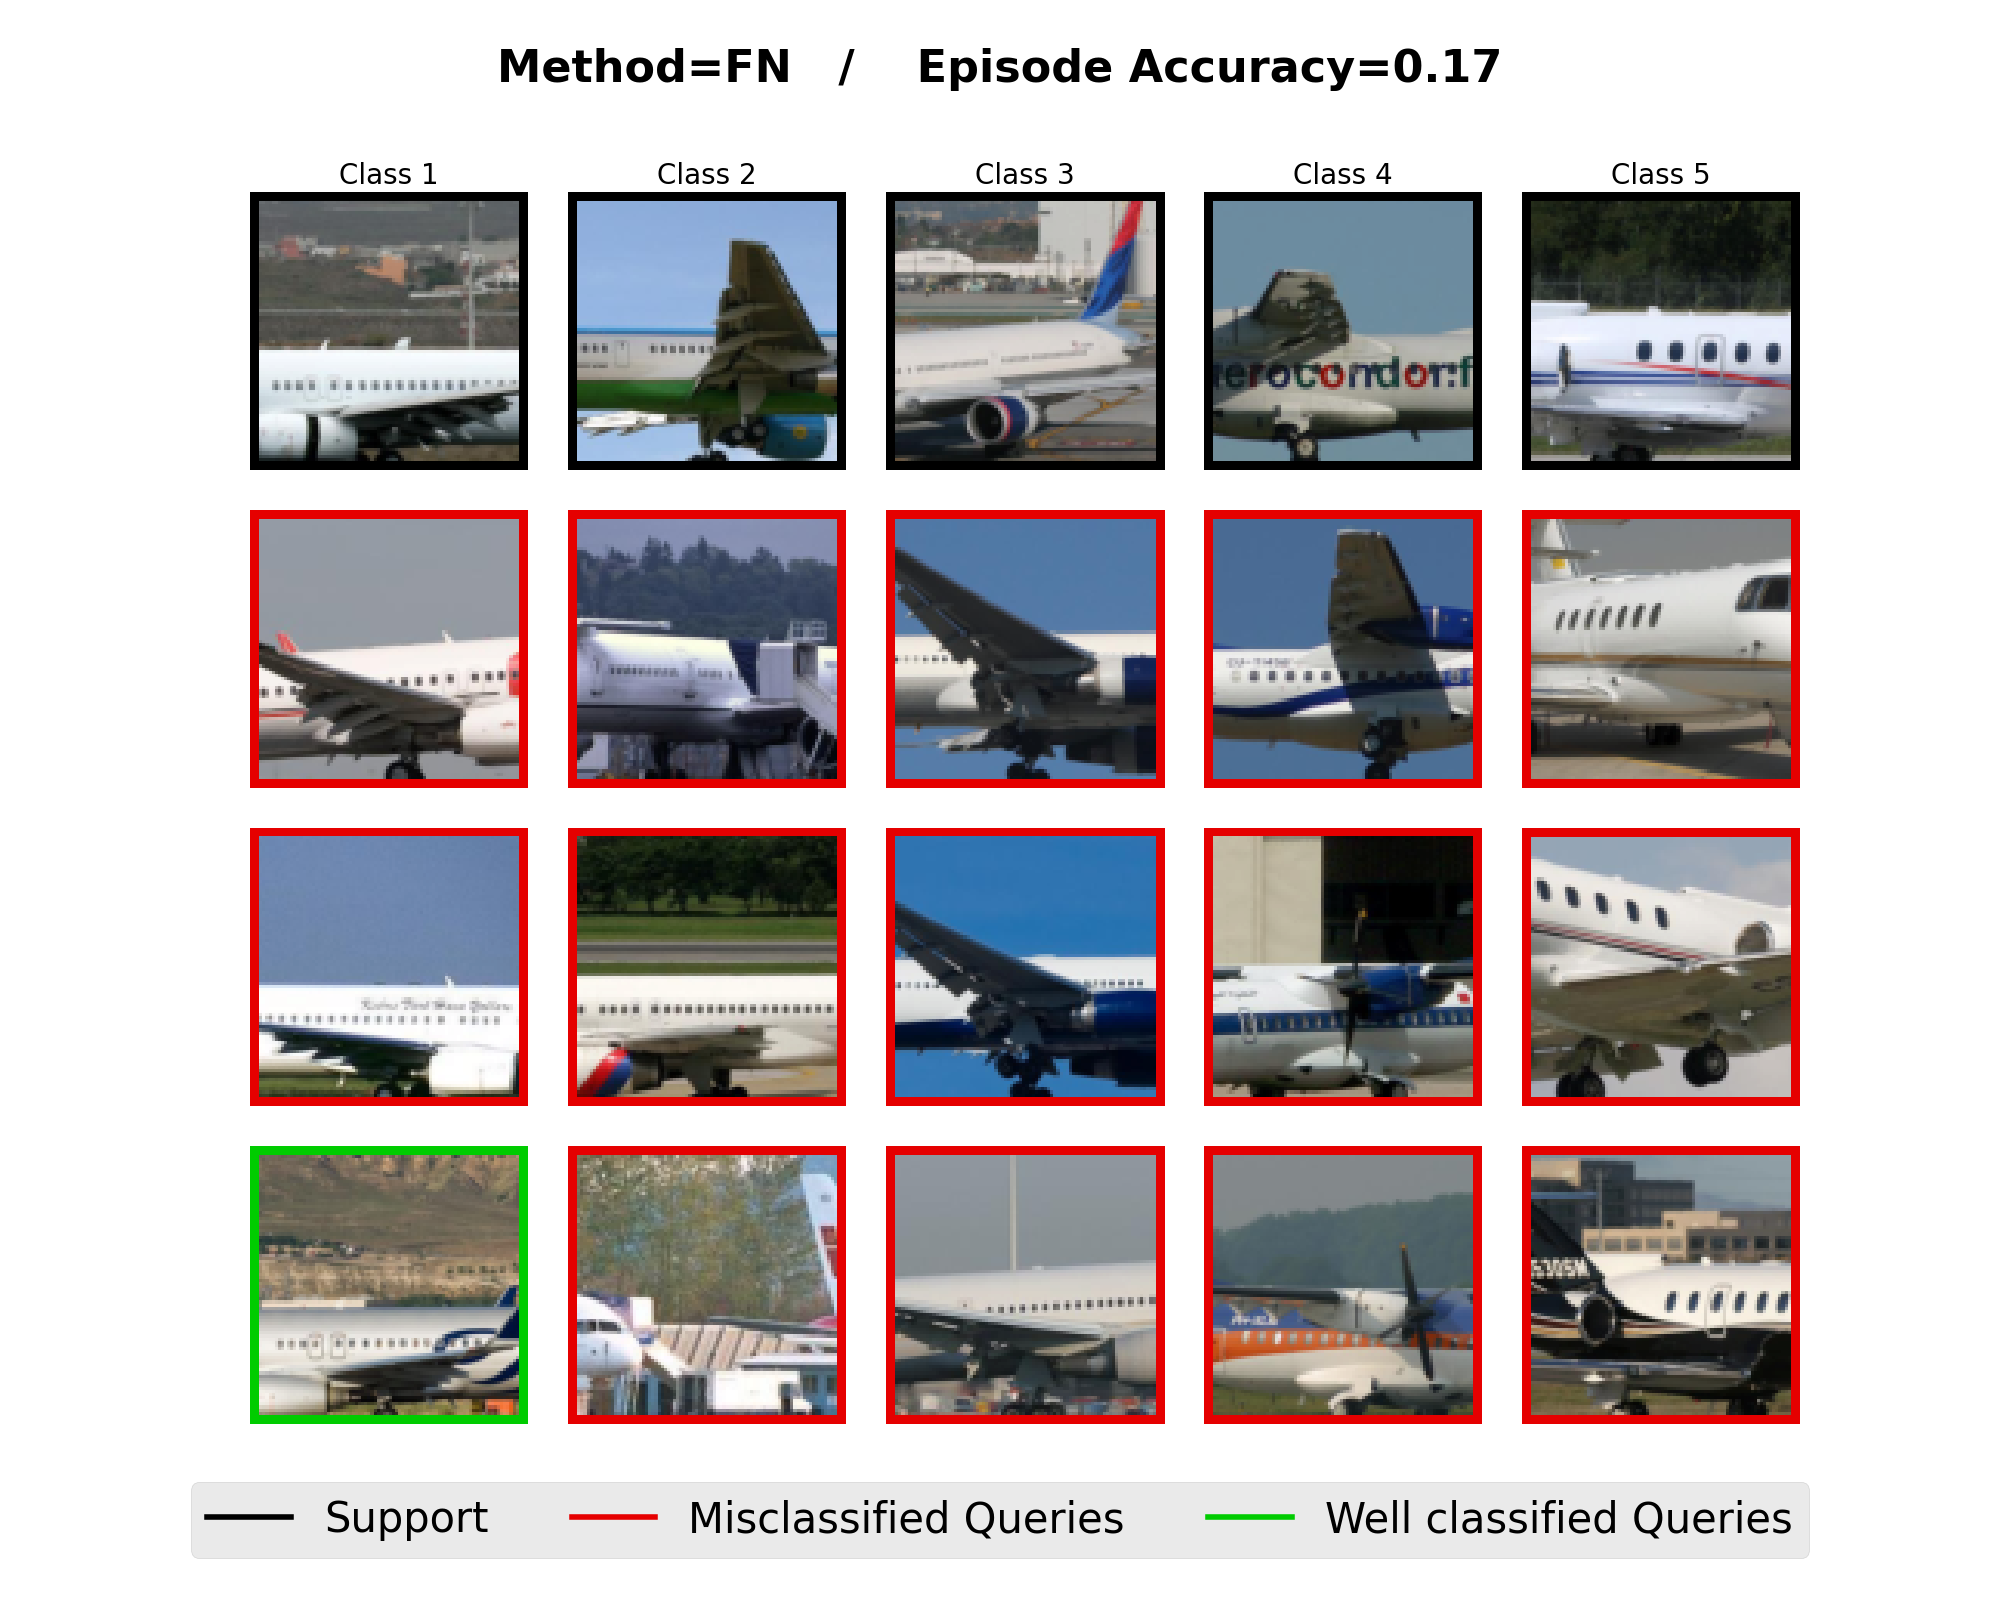 Method=FN / Episode Accuracy=0.17
Class 1
Class 2
Class 3
Class 4
Class 5
aerocondor:f
Support
Misclassified Queries
Well classified Queries